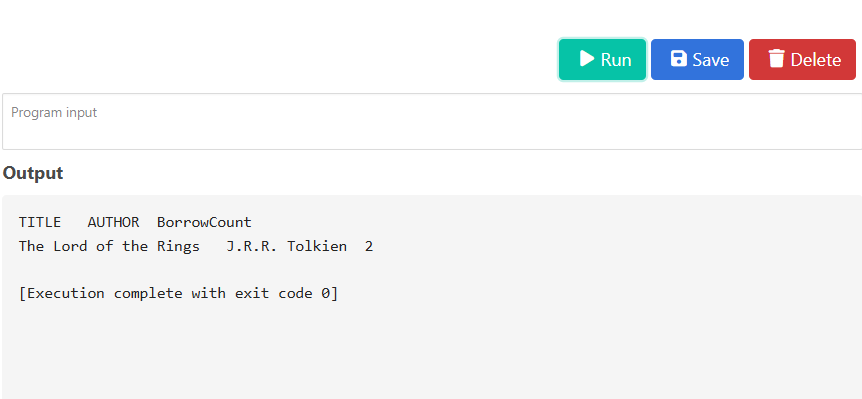 Run Save Delete
Program input
Output
TITLE   AUTHOR  BorrowCount
The Lord of the Rings   J.R.R. Tolkien  2
[Execution complete with exit code 0]